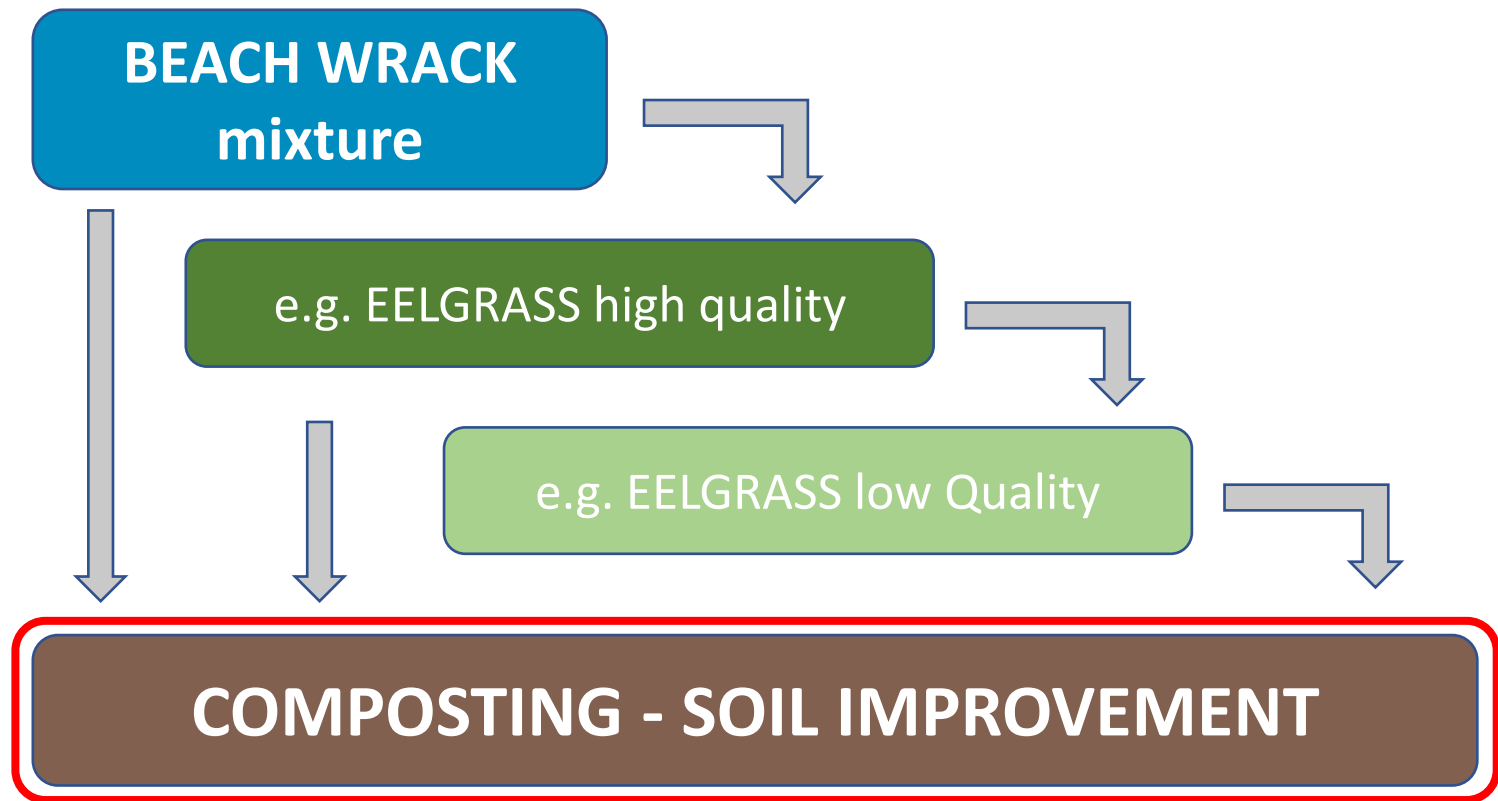 BEACH WRACK
mixture
e.g. EELGRASS high quality
e.g. EELGRASS low Quality
COMPOSTING - SOIL IMPROVEMENT